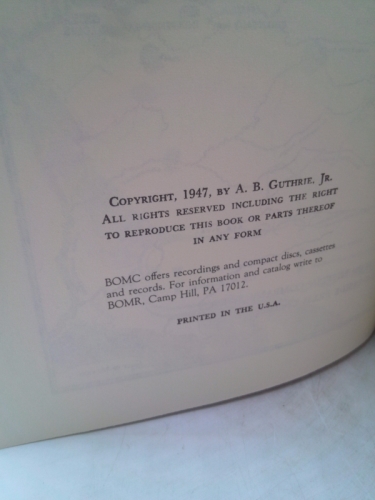 COPYRIGHT, 1947, BY A. B. GUTHRIE, JR.
ALL RIGHTS RESERVED INCLUDING THE RIGHT
TO REPRODUCE THIS BOOK OR PARTS THEREOF
IN ANY FORM
BOMC offers recordings and compact discs, cassettes
and records. For information and catalog write to
BOMR, Camp Hill, PA 17012.
PRINTED IN THE U.S.A.